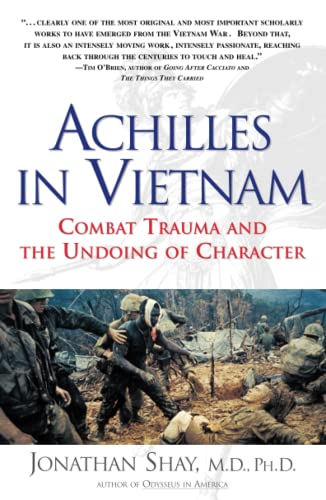 "... clearly one of the most original and most important scholarly
works to have emerged from the Vietnam War. Beyond that,
it is also an intensely moving work, intensely passionate, reaching
back through the centuries to touch and heal."
—Tim O'Brien, author of Going After Cacciato and
The Things They Carried
Achilles
in Vietnam
Combat Trauma and
the Undoing of Character
Jonathan Shay, M.D., Ph.D.
author of Odysseus in America